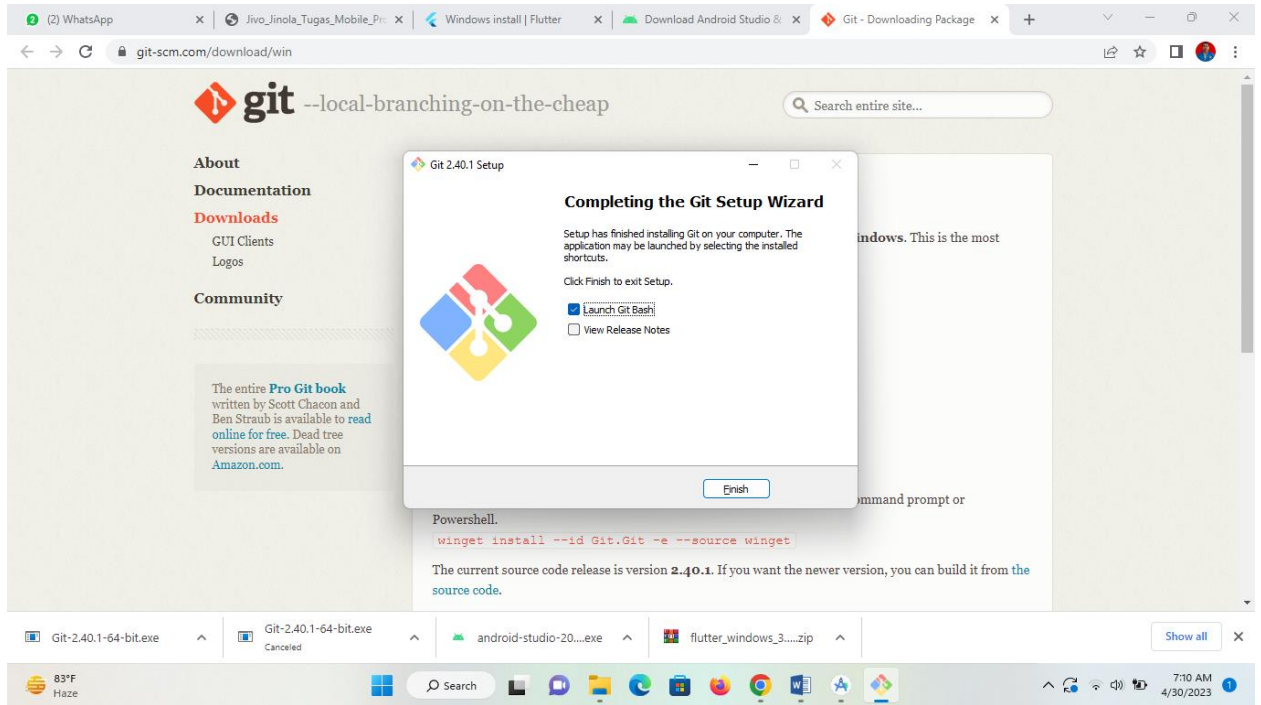 2 (2) WhatsApp
Jivo_Jinola_Tugas_Mobile_Pr
Windows install | Flutter
Download Android Studio &
Git - Downloading Package
git-scm.com/download/win
git --local-branching-on-the-cheap
Search entire site...
About
Documentation
Downloads
GUI Clients
Logos
Community
The entire Pro Git book
written by Scott Chacon and
Ben Straub is available to read
online for free. Dead tree
versions are available on
Amazon.com.
Git 2.40.1 Setup
Completing the Git Setup Wizard
Setup has finished installing Git on your computer. The
application may be launched by selecting the installed
shortcuts.
Click Finish to exit Setup.
Launch Git Bash
View Release Notes
Finish
indows. This is the most
ommand prompt or
Powershell.
winget install --id Git.Git -e --source winget
The current source code release is version 2.40.1. If you want the newer version, you can build it from the
source code.
Git-2.40.1-64-bit.exe
Git-2.40.1-64-bit.exe
Canceled
android-studio-20....exe
flutter_windows_3.....zip
Show all
83°F
Haze
Search
7:10 AM
4/30/2023
1